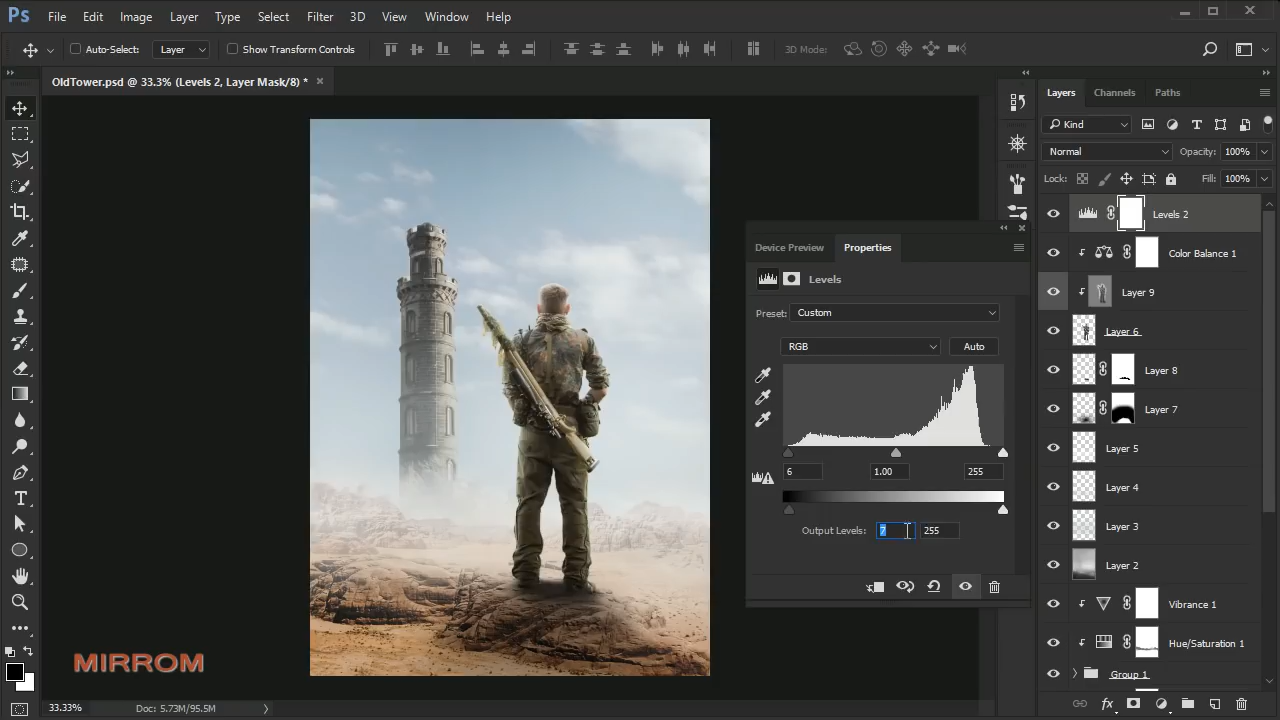 Ps File Edit Image Layer Type Select Filter 3D View Window Help
Auto-Select: Layer Show Transform Controls 3D Mode:
OldTower.psd @ 33.3% (Levels 2, Layer Mask/8) * ×
Layers Channels Paths
Kind
Normal Opacity: 100%
Lock: Fill: 100%
Levels 2
Color Balance 1
Layer 9
Layer 6
Layer 8
Layer 7
Layer 5
Layer 4
Layer 3
Layer 2
Vibrance 1
Hue/Saturation 1
Group 1
fx
Device Preview Properties
Levels
Preset: Custom
RGB Auto
6 1.00 255
Output Levels: 7 255
MIRROM
33.33% Doc: 5.73M/95.5M